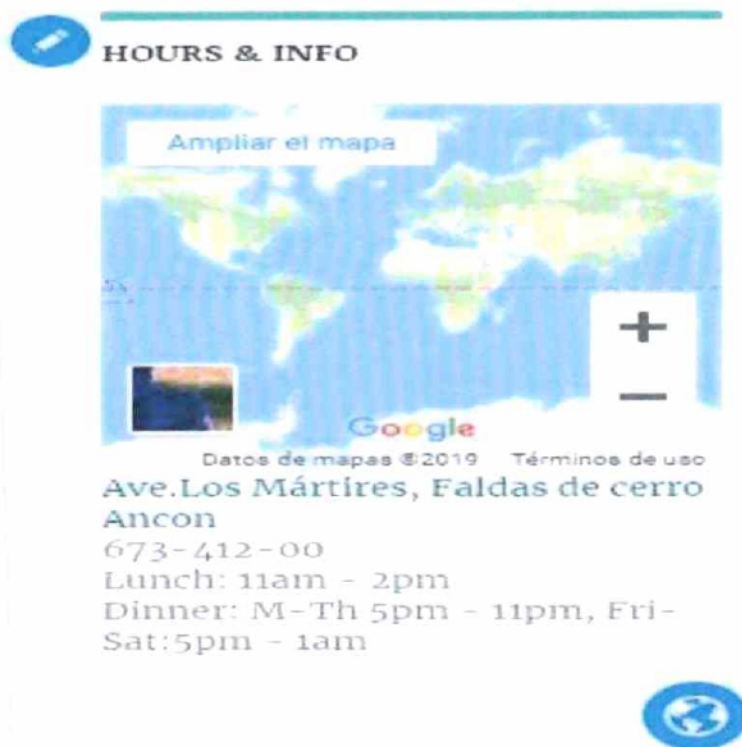 HOURS & INFO
Ampliar el mapa
Google
Datos de mapas ©2019 Términos de uso
Ave.Los Mártires, Faldas de cerro
Ancon
673-412-00
Lunch: 11am - 2pm
Dinner: M-Th 5pm - 11pm, Fri-
Sat:5pm - 1am